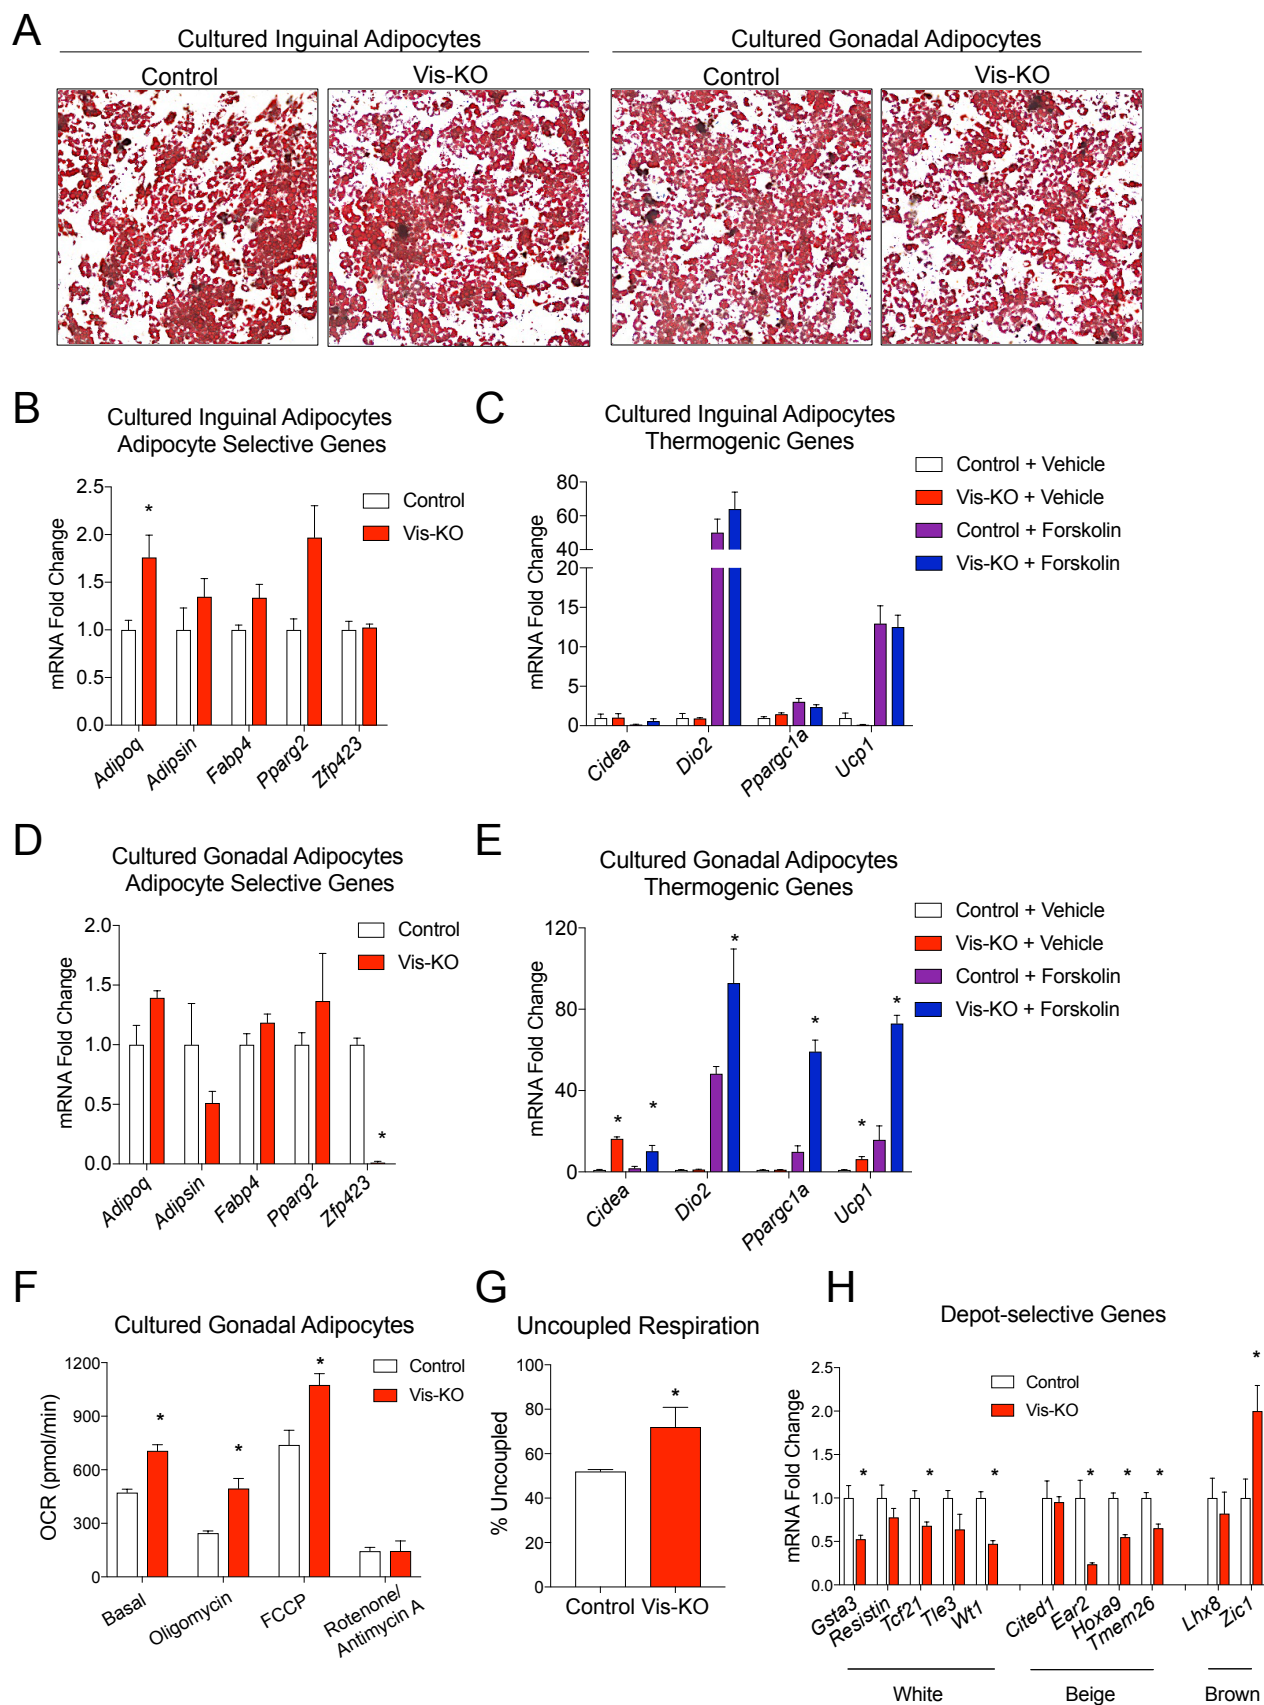 A
Cultured Inguinal Adipocytes
Cultured Gonadal Adipocytes
Control
Vis-KO
Control
Vis-KO
B
Cultured Inguinal Adipocytes
Adipocyte Selective Genes
mRNA Fold Change
2.5
2.0
1.5
1.0
0.5
0.0
*
Control
Vis-KO
Adipoq
Adipsin
Fabp4
Pparg2
Zfp423
C
Cultured Inguinal Adipocytes
Thermogenic Genes
mRNA Fold Change
80
60
40
20
15
10
5
0
Control + Vehicle
Vis-KO + Vehicle
Control + Forskolin
Vis-KO + Forskolin
Cidea
Dio2
Ppargc1a
Ucp1
D
Cultured Gonadal Adipocytes
Adipocyte Selective Genes
mRNA Fold Change
2.0
1.5
1.0
0.5
0.0
Control
Vis-KO
*
Adipoq
Adipsin
Fabp4
Pparg2
Zfp423
E
Cultured Gonadal Adipocytes
Thermogenic Genes
mRNA Fold Change
120
80
40
0
* * * * * *
Control + Vehicle
Vis-KO + Vehicle
Control + Forskolin
Vis-KO + Forskolin
Cidea
Dio2
Ppargc1a
Ucp1
F
Cultured Gonadal Adipocytes
OCR (pmol/min)
1200
900
600
300
0
* * *
Control
Vis-KO
Basal
Oligomycin
FCCP
Rotenone/
Antimycin A
G
Uncoupled Respiration
% Uncoupled
100
80
60
40
20
0
*
Control Vis-KO
H
Depot-selective Genes
mRNA Fold Change
2.5
2.0
1.5
1.0
0.5
0.0
Control
Vis-KO
* * * * * * *
Gsta3
Resistin
Tcf21
Tle3
Wt1
Cited1
Ear2
Hoxa9
Tmem26
Lhx8
Zic1
White
Beige
Brown